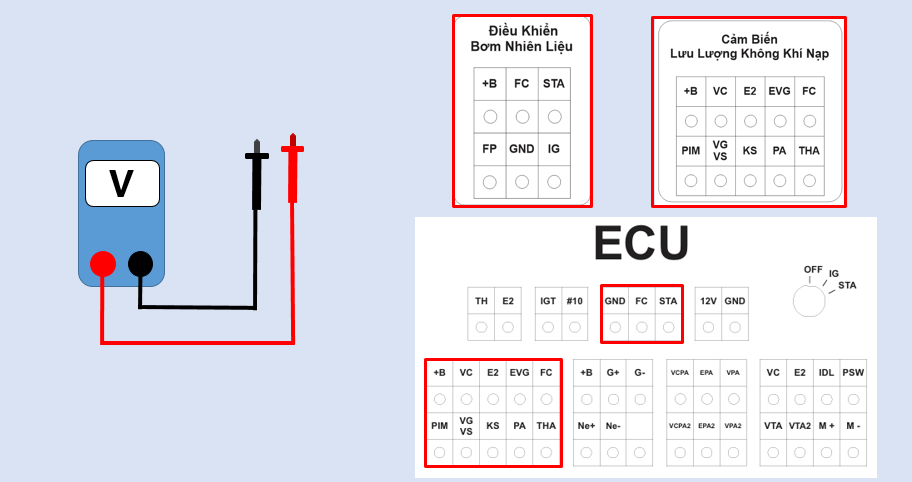 V
Điều Khiển
Bơm Nhiên Liệu
+B FC STA
FP GND IG
Cảm Biến
Lưu Lượng Không Khí Nạp
+B VC E2 EVG FC
PIM VG VS KS PA THA
ECU
OFF
IG
STA
TH E2
IGT #10
GND FC STA
12V GND
+B VC E2 EVG FC
PIM VG VS KS PA THA
+B G+ G-
Ne+ Ne-
VCPA EPA VPA
VCPA2 EPA2 VPA2
VC E2 IDL PSW
VTA VTA2 M + M -